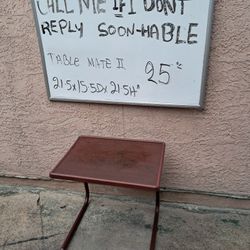 CALL ME IF I DONT
REPLY SOON-HABLE
TABLE MATE II
25"
21.5x15.5Dx21.5H"